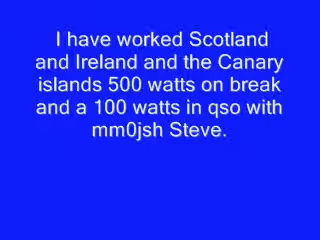 I have worked Scotland
and Ireland and the Canary
islands 500 watts on break
and a 100 watts in qso with
mm0jsh Steve.